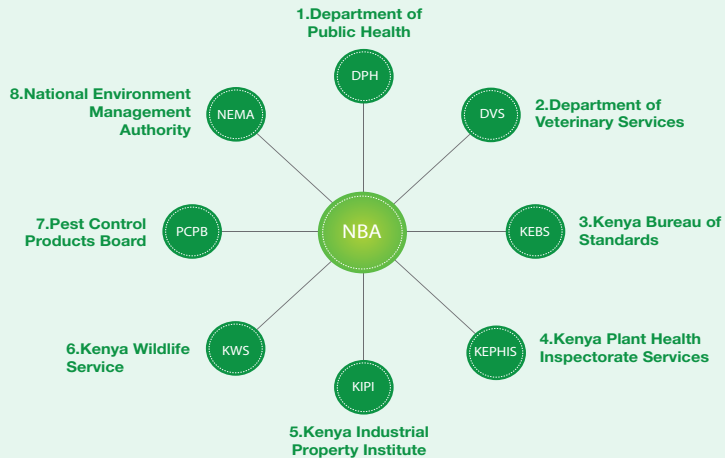 1.Department of
Public Health
DPH
8.National Environment
Management
Authority
NEMA
DVS
2.Department of
Veterinary Services
7.Pest Control
Products Board
PCPB
NBA
KEBS
3.Kenya Bureau of
Standards
6.Kenya Wildlife
Service
KWS
KEPHIS
4.Kenya Plant Health
Inspectorate Services
KIPI
5.Kenya Industrial
Property Institute